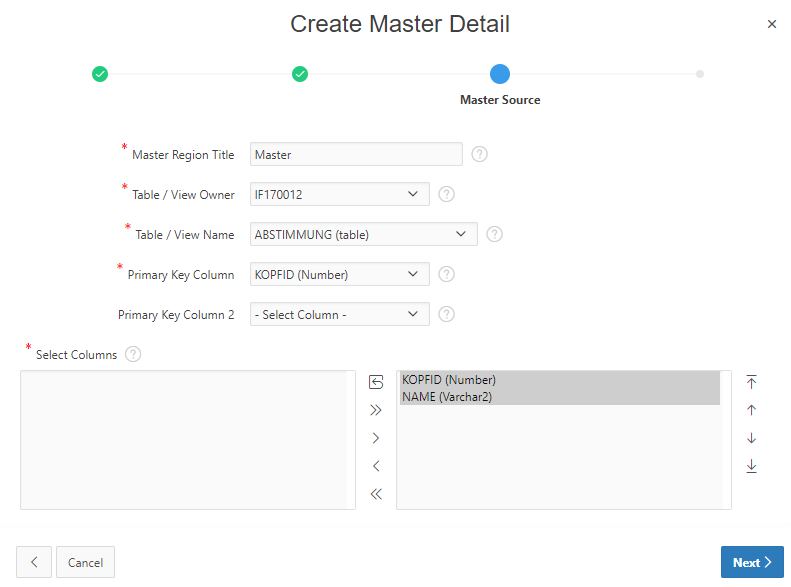 Create Master Detail
Master Source
* Master Region Title Master
* Table / View Owner IF170012
* Table / View Name ABSTIMMUNG (table)
* Primary Key Column KOPFID (Number)
Primary Key Column 2 - Select Column -
* Select Columns
KOPFID (Number)
NAME (Varchar2)
Cancel
Next